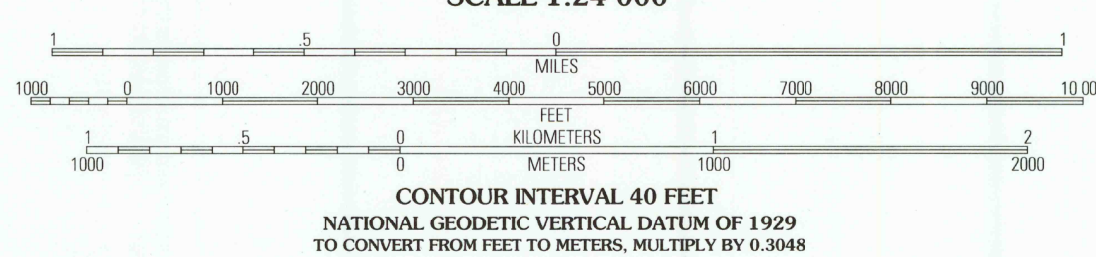 SCALE 1:24 000
1 .5 0 1
MILES
1000 0 1000 2000 3000 4000 5000 6000 7000 8000 9000 10 00
FEET
1 .5 0 KILOMETERS 1 2
1000 0 METERS 1000 2000
CONTOUR INTERVAL 40 FEET
NATIONAL GEODETIC VERTICAL DATUM OF 1929
TO CONVERT FROM FEET TO METERS, MULTIPLY BY 0.3048